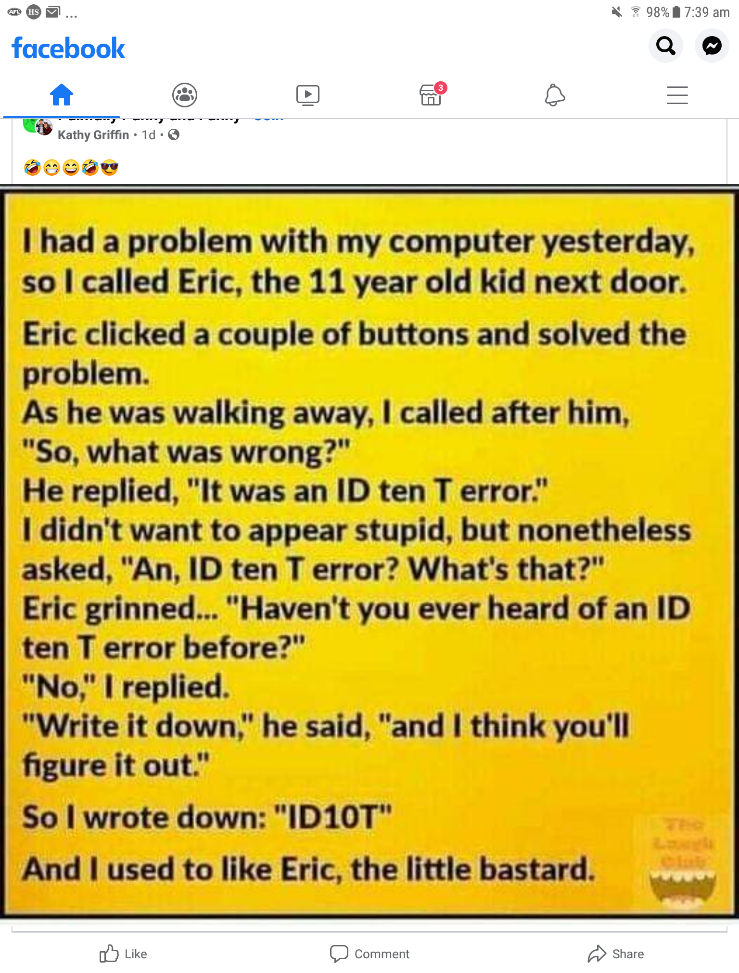 98% 7:39 am
facebook
3
Kathy Griffin • 1d •
I had a problem with my computer yesterday,
so I called Eric, the 11 year old kid next door.
Eric clicked a couple of buttons and solved the
problem.
As he was walking away, I called after him,
"So, what was wrong?"
He replied, "It was an ID ten T error."
I didn't want to appear stupid, but nonetheless
asked, "An, ID ten T error? What's that?"
Eric grinned... "Haven't you ever heard of an ID
ten T error before?"
"No," I replied.
"Write it down," he said, "and I think you'll
figure it out."
So I wrote down: "ID10T"
And I used to like Eric, the little bastard.
The
Laugh
Club
Like Comment Share